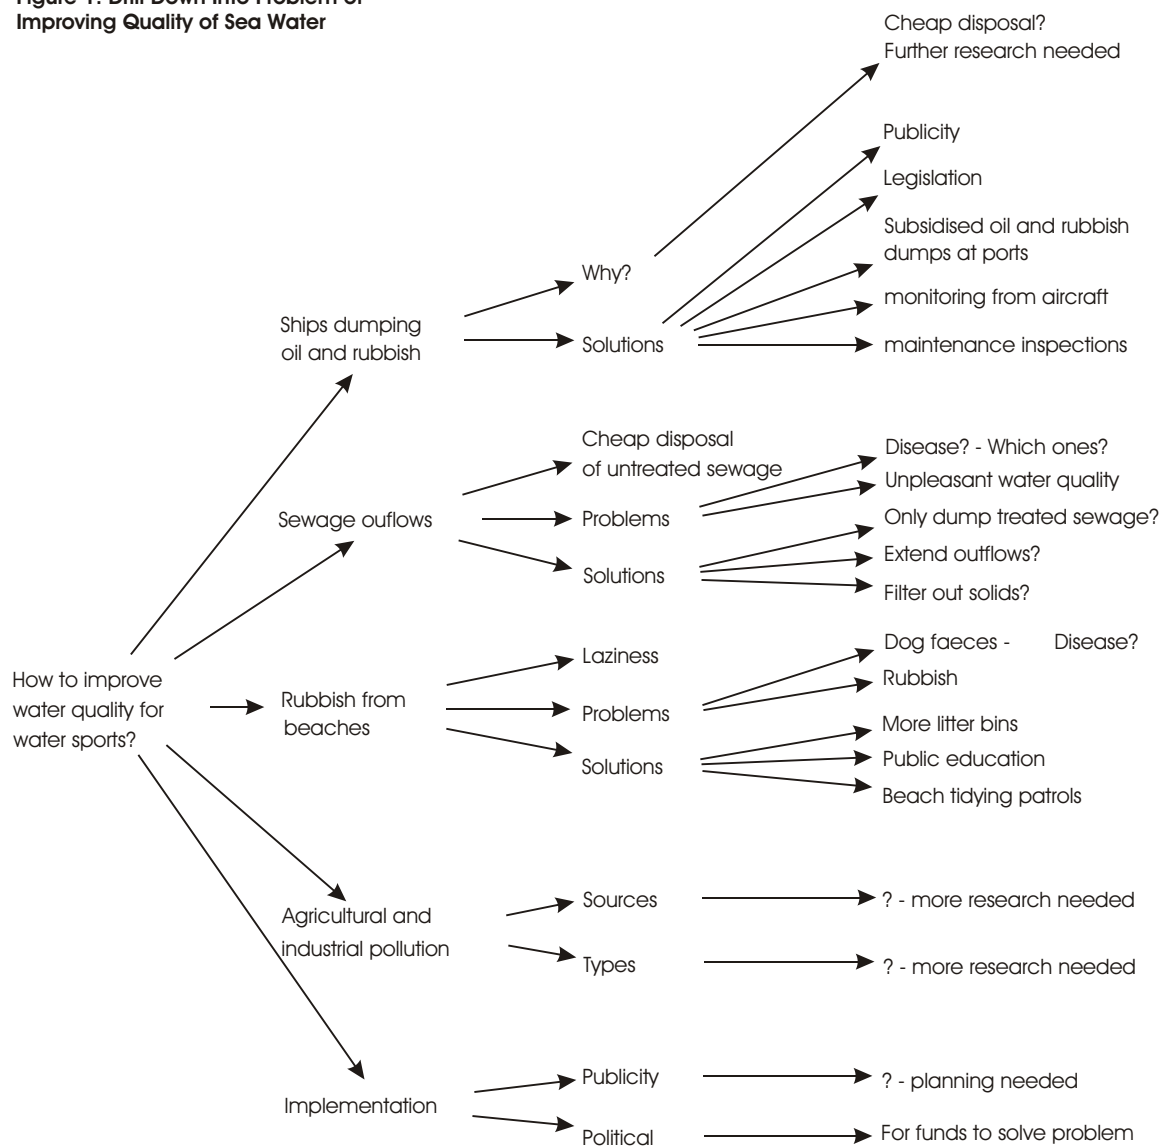 Improving Quality of Sea Water
Cheap disposal?
Further research needed
Publicity
Legislation
Subsidised oil and rubbish
dumps at ports
monitoring from aircraft
maintenance inspections
Why?
Solutions
Ships dumping
oil and rubbish
Cheap disposal
of untreated sewage
Problems
Solutions
Disease? - Which ones?
Unpleasant water quality
Only dump treated sewage?
Extend outflows?
Filter out solids?
Sewage ouflows
Laziness
Problems
Solutions
Dog faeces - Disease?
Rubbish
More litter bins
Public education
Beach tidying patrols
How to improve
water quality for
water sports?
Rubbish from
beaches
Agricultural and
industrial pollution
Sources
Types
? - more research needed
? - more research needed
Implementation
Publicity
Political
? - planning needed
For funds to solve problem